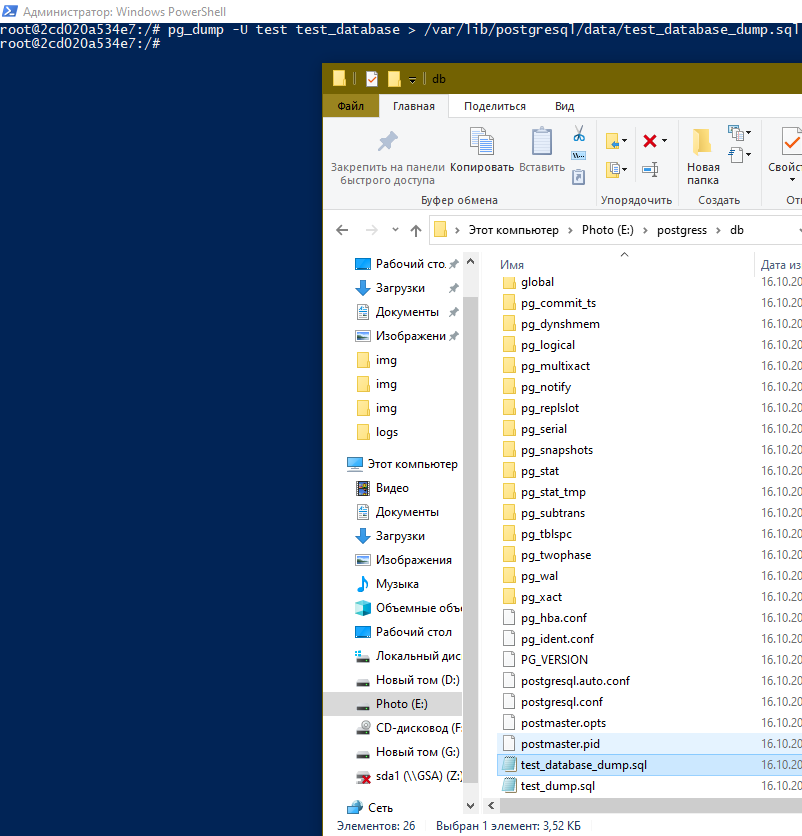 Администратор: Windows PowerShell
root@2cd020a534e7:/# pg_dump -U test test_database > /var/lib/postgresql/data/test_database_dump.sql
root@2cd020a534e7:/#
db
Файл Главная Поделиться Вид
Закрепить на панели быстрого доступа
Копировать
Вставить
Буфер обмена
Упорядочить
Новая папка
Создать
Свойст
От
Этот компьютер > Photo (E:) > postgress > db
Рабочий сто.
Загрузки
Документы
Изображени
img
img
img
logs
Этот компьютер
Видео
Документы
Загрузки
Изображения
Музыка
Объемные объ
Рабочий стол
Локальный дис
Новый том (D:)
Photo (E:)
CD-дисковод (F:
Новый том (G:)
sda1 (\\GSA) (Z:)
Сеть
Имя Дата из
global 16.10.20
pg_commit_ts 16.10.20
pg_dynshmem 16.10.20
pg_logical 16.10.20
pg_multixact 16.10.20
pg_notify 16.10.20
pg_replslot 16.10.20
pg_serial 16.10.20
pg_snapshots 16.10.20
pg_stat 16.10.20
pg_stat_tmp 16.10.20
pg_subtrans 16.10.20
pg_tblspc 16.10.20
pg_twophase 16.10.20
pg_wal 16.10.20
pg_xact 16.10.20
pg_hba.conf 16.10.20
pg_ident.conf 16.10.20
PG_VERSION 16.10.20
postgresql.auto.conf 16.10.20
postgresql.conf 16.10.20
postmaster.opts 16.10.20
postmaster.pid 16.10.20
test_database_dump.sql 16.10.20
test_dump.sql 16.10.20
Элементов: 26 Выбран 1 элемент: 3,52 КБ